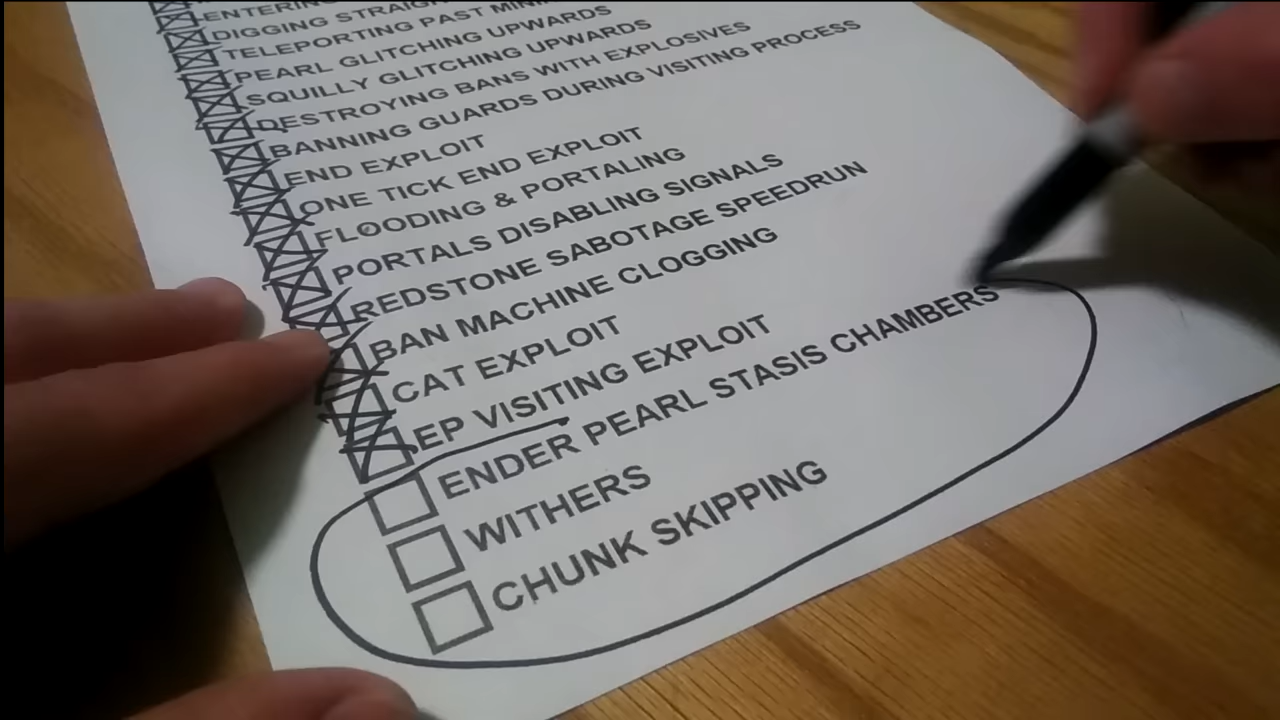 ENTERING
DIGGING STRAIGH
TELEPORTING PAST MINI
PEARL GLITCHING UPWARDS
SQUILLY GLITCHING UPWARDS
DESTROYING BANS WITH EXPLOSIVES
BANNING GUARDS DURING VISITING PROCESS
END EXPLOIT
ONE TICK END EXPLOIT
FLOODING & PORTALING
PORTALS DISABLING SIGNALS
REDSTONE SABOTAGE SPEEDRUN
BAN MACHINE CLOGGING
CAT EXPLOIT
EP VISITING EXPLOIT
ENDER PEARL STASIS CHAMBERS
WITHERS
CHUNK SKIPPING